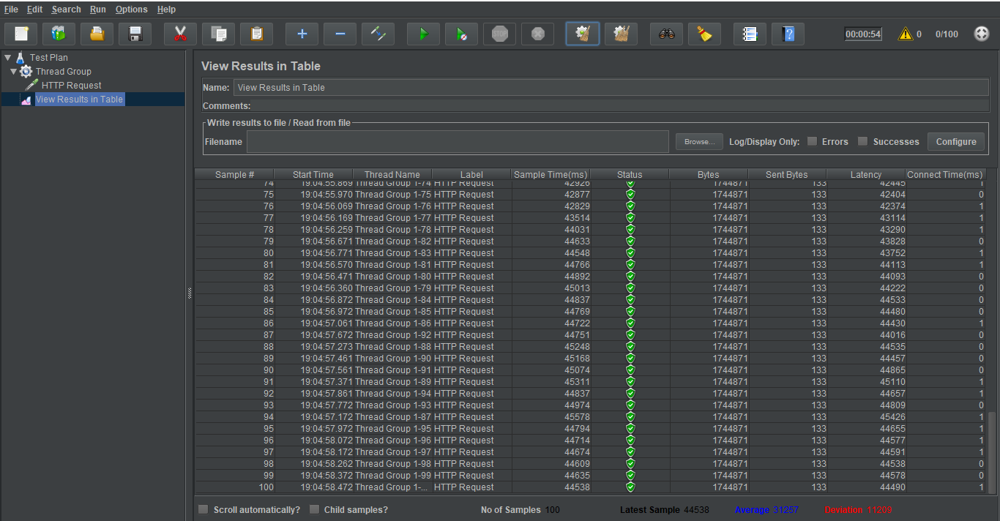 File Edit Search Run Options Help
STOP 00:00:54 0 0/100
Test Plan
Thread Group
HTTP Request
View Results in Table
View Results in Table
Name: View Results in Table
Comments:
Write results to file / Read from file
Filename Browse... Log/Display Only: Errors Successes Configure
Sample # Start Time Thread Name Label Sample Time(ms) Status Bytes Sent Bytes Latency Connect Time(ms)
74 19:04:55.869 Thread Group 1-74 HTTP Request 42926 1744871 133 42445 1
75 19:04:55.970 Thread Group 1-75 HTTP Request 42877 1744871 133 42404 0
76 19:04:56.069 Thread Group 1-76 HTTP Request 42829 1744871 133 42374 1
77 19:04:56.169 Thread Group 1-77 HTTP Request 43514 1744871 133 43114 1
78 19:04:56.259 Thread Group 1-78 HTTP Request 44031 1744871 133 43290 1
79 19:04:56.671 Thread Group 1-82 HTTP Request 44633 1744871 133 43828 0
80 19:04:56.771 Thread Group 1-83 HTTP Request 44548 1744871 133 43752 1
81 19:04:56.570 Thread Group 1-81 HTTP Request 44766 1744871 133 44113 1
82 19:04:56.471 Thread Group 1-80 HTTP Request 44892 1744871 133 44093 0
83 19:04:56.360 Thread Group 1-79 HTTP Request 45013 1744871 133 44222 0
84 19:04:56.872 Thread Group 1-84 HTTP Request 44837 1744871 133 44533 0
85 19:04:56.972 Thread Group 1-85 HTTP Request 44769 1744871 133 44480 0
86 19:04:57.061 Thread Group 1-86 HTTP Request 44722 1744871 133 44430 1
87 19:04:57.672 Thread Group 1-92 HTTP Request 44751 1744871 133 44016 0
88 19:04:57.273 Thread Group 1-88 HTTP Request 45248 1744871 133 44535 0
89 19:04:57.461 Thread Group 1-90 HTTP Request 45168 1744871 133 44457 0
90 19:04:57.561 Thread Group 1-91 HTTP Request 45074 1744871 133 44865 0
91 19:04:57.371 Thread Group 1-89 HTTP Request 45311 1744871 133 45110 1
92 19:04:57.861 Thread Group 1-94 HTTP Request 44837 1744871 133 44657 1
93 19:04:57.772 Thread Group 1-93 HTTP Request 44974 1744871 133 44809 0
94 19:04:57.172 Thread Group 1-87 HTTP Request 45578 1744871 133 45426 1
95 19:04:57.972 Thread Group 1-95 HTTP Request 44794 1744871 133 44655 1
96 19:04:58.072 Thread Group 1-96 HTTP Request 44714 1744871 133 44577 1
97 19:04:58.172 Thread Group 1-97 HTTP Request 44674 1744871 133 44591 1
98 19:04:58.262 Thread Group 1-98 HTTP Request 44609 1744871 133 44538 0
99 19:04:58.372 Thread Group 1-99 HTTP Request 44635 1744871 133 44578 0
100 19:04:58.472 Thread Group 1-... HTTP Request 44538 1744871 133 44490 1
Scroll automatically? Child samples? No of Samples 100 Latest Sample 44538 Average 31257 Deviation 11209